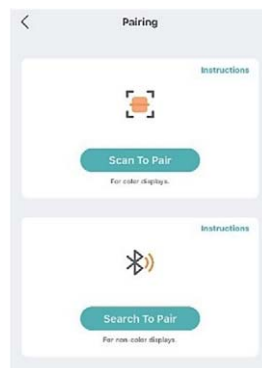 Pairing
Instructions
Scan To Pair
For color displays.
Instructions
Search To Pair
For non-color displays.